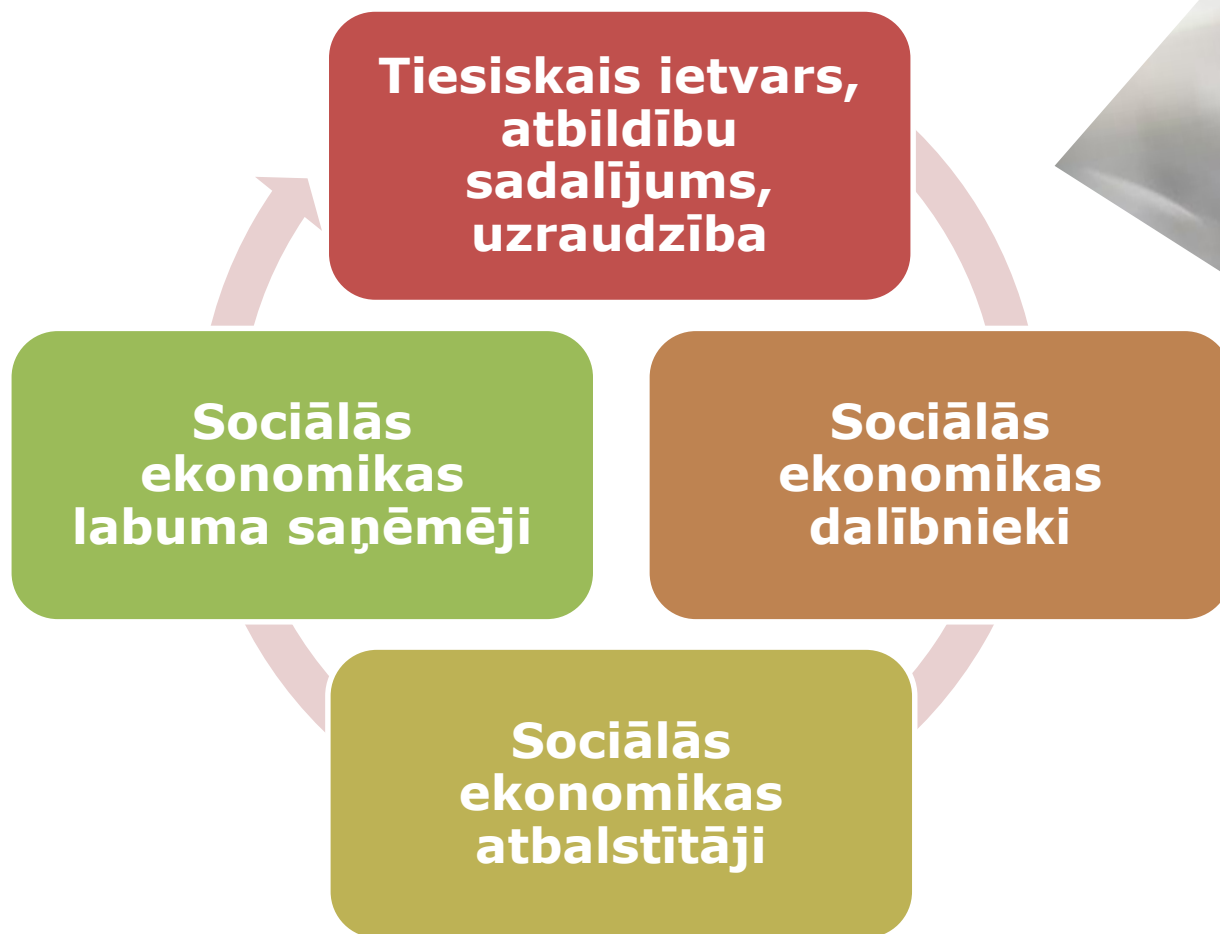 Tiesiskais ietvars,
atbildību
sadalījums,
uzraudzība
Sociālās
ekonomikas
labuma saņēmēji
Sociālās
ekonomikas
dalībnieki
Sociālās
ekonomikas
atbalstītāji